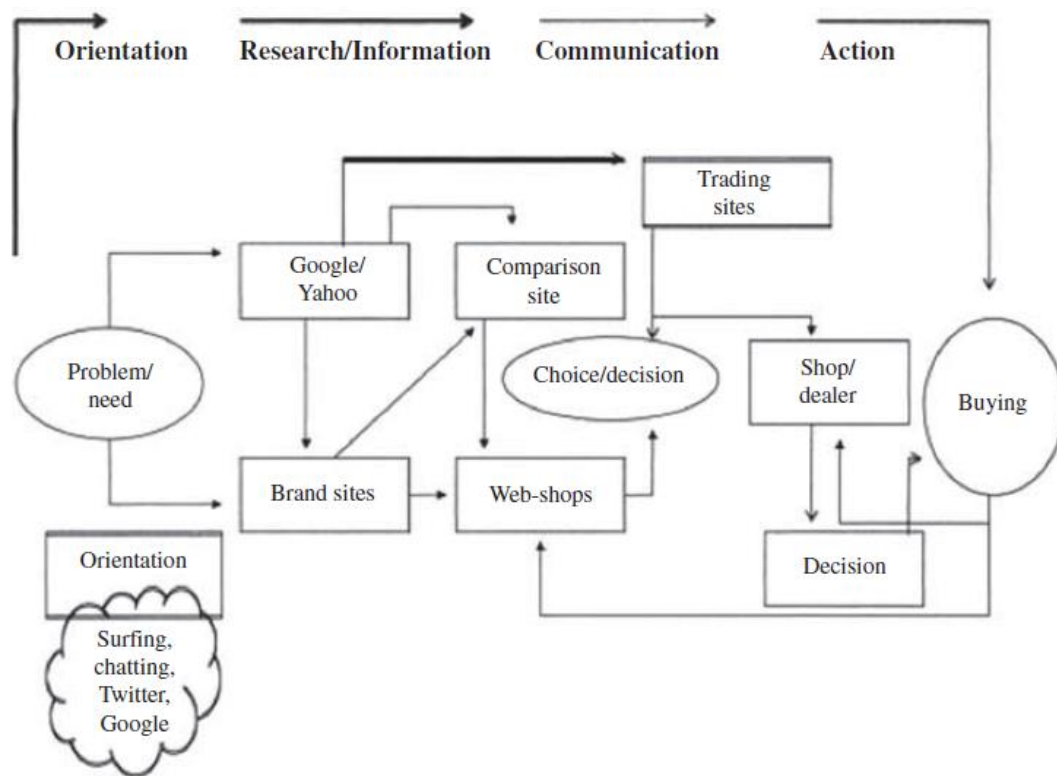 Orientation
Research/Information
Communication
Action
Trading
sites
Google/
Yahoo
Comparison
site
Problem/
need
Choice/decision
Shop/
dealer
Buying
Brand sites
Web-shops
Orientation
Decision
Surfing,
chatting,
Twitter,
Google